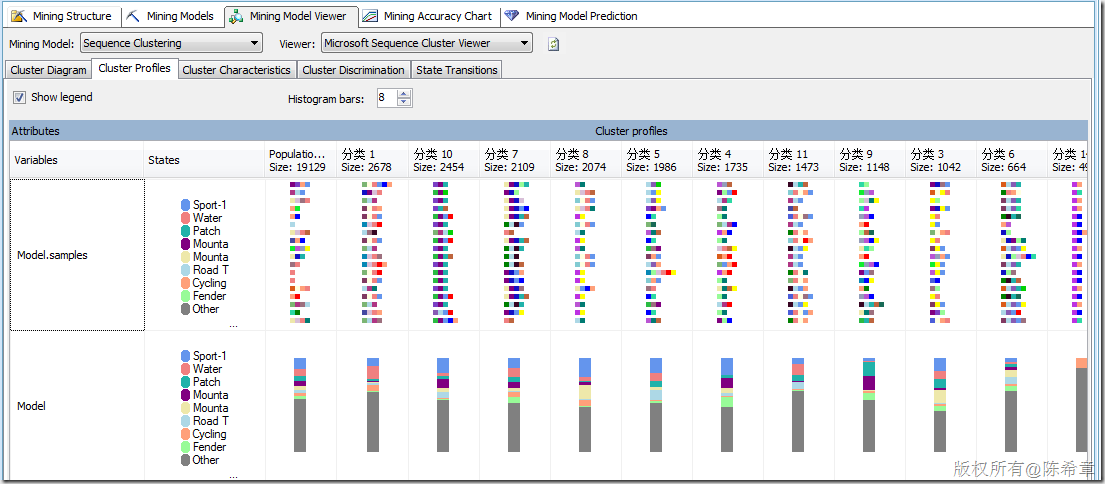 Mining Structure Mining Models Mining Model Viewer Mining Accuracy Chart Mining Model Prediction
Mining Model: Sequence Clustering Viewer: Microsoft Sequence Cluster Viewer
Cluster Diagram Cluster Profiles Cluster Characteristics Cluster Discrimination State Transitions
Show legend Histogram bars: 8
Attributes Cluster profiles
Variables States Populatio... 分类 1 分类 10 分类 7 分类 8 分类 5 分类 4 分类 11 分类 9 分类 3 分类 6 分类
Size: 19129 Size: 2678 Size: 2454 Size: 2109 Size: 2074 Size: 1986 Size: 1735 Size: 1473 Size: 1148 Size: 1042 Size: 664 Size:
Model.samples
Sport-1
Water
Patch
Mounta
Mounta
Road T
Cycling
Fender
Other
...
Model
Sport-1
Water
Patch
Mounta
Mounta
Road T
Cycling
Fender
Other
...
版权所有@陈希章